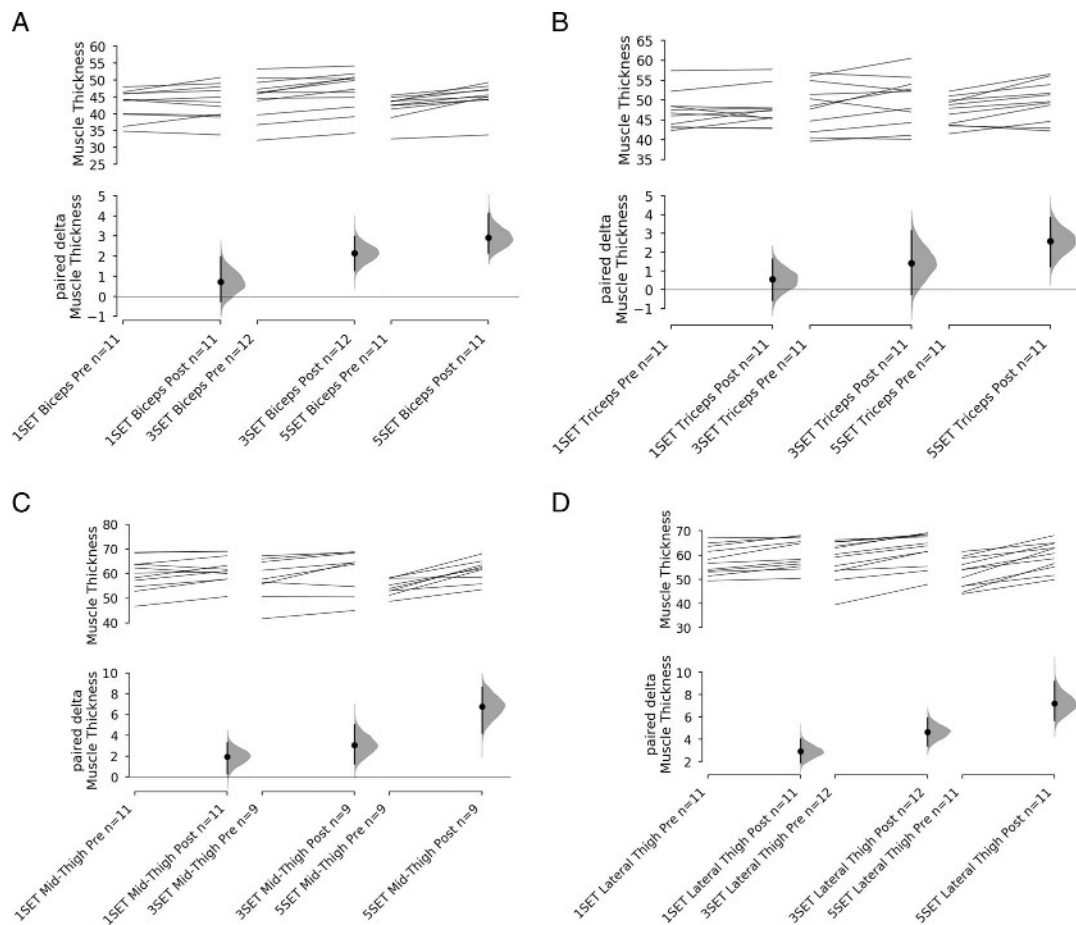 A
Muscle Thickness
60
55
50
45
40
35
30
25
paired delta
Muscle Thickness
5
4
3
2
1
0
−1
1SET Biceps Pre n=11
1SET Biceps Post n=11
3SET Biceps Pre n=12
3SET Biceps Post n=12
5SET Biceps Pre n=11
5SET Biceps Post n=11
B
Muscle Thickness
65
60
55
50
45
40
35
paired delta
Muscle Thickness
5
4
3
2
1
0
−1
1SET Triceps Pre n=11
1SET Triceps Post n=11
3SET Triceps Pre n=11
3SET Triceps Post n=11
5SET Triceps Pre n=11
5SET Triceps Post n=11
C
Muscle Thickness
80
70
60
50
40
paired delta
Muscle Thickness
10
8
6
4
2
0
1SET Mid-Thigh Pre n=11
1SET Mid-Thigh Post n=11
3SET Mid-Thigh Pre n=9
3SET Mid-Thigh Post n=9
5SET Mid-Thigh Pre n=9
5SET Mid-Thigh Post n=9
D
Muscle Thickness
70
60
50
40
30
paired delta
Muscle Thickness
10
8
6
4
2
1SET Lateral Thigh Pre n=11
1SET Lateral Thigh Post n=11
3SET Lateral Thigh Pre n=12
3SET Lateral Thigh Post n=12
5SET Lateral Thigh Pre n=11
5SET Lateral Thigh Post n=11